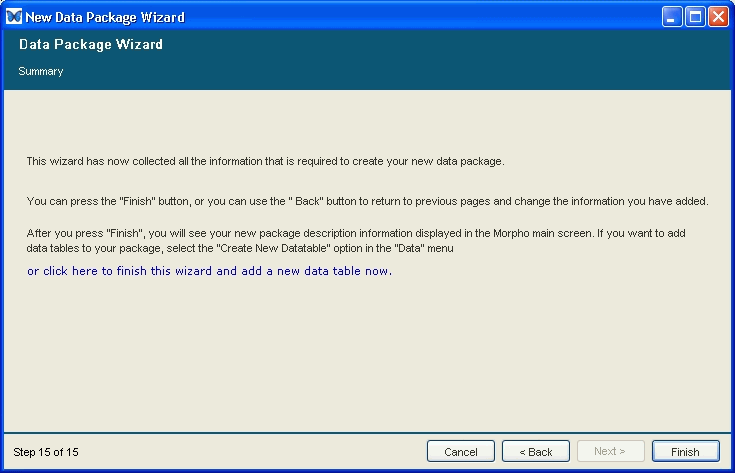 New Data Package Wizard
Data Package Wizard
Summary
This wizard has now collected all the information that is required to create your new data package.
You can press the "Finish" button, or you can use the " Back" button to return to previous pages and change the information you have added.
After you press "Finish", you will see your new package description information displayed in the Morpho main screen. If you want to add
data tables to your package, select the "Create New Datatable" option in the "Data" menu
or click here to finish this wizard and add a new data table now.
Step 15 of 15
Cancel
< Back
Next >
Finish